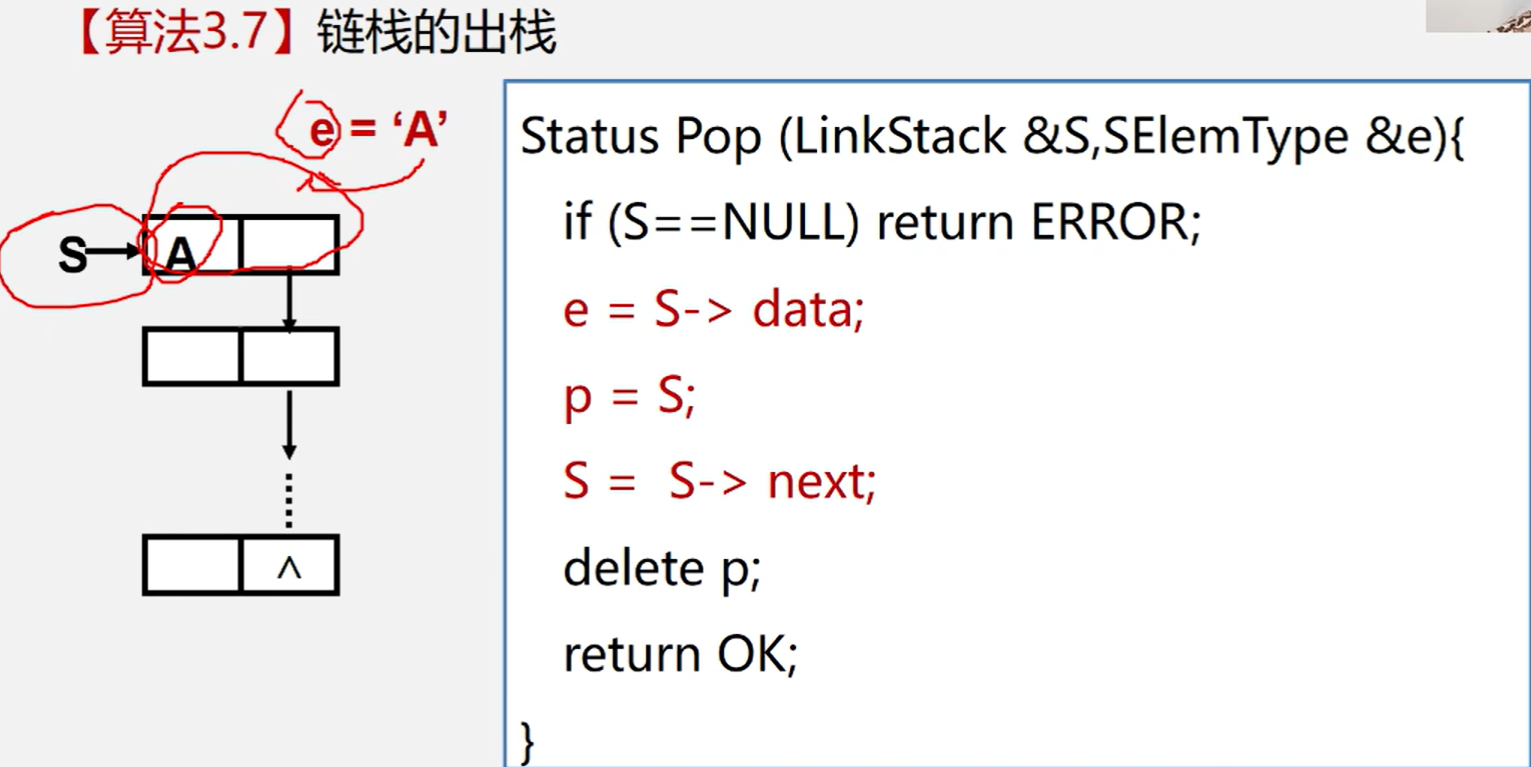 【算法3.7】链栈的出栈
e = ‘A’
S
A
∧
Status Pop (LinkStack &S,SElemType &e){
if (S==NULL) return ERROR;
e = S-> data;
p = S;
S = S-> next;
delete p;
return OK;
}